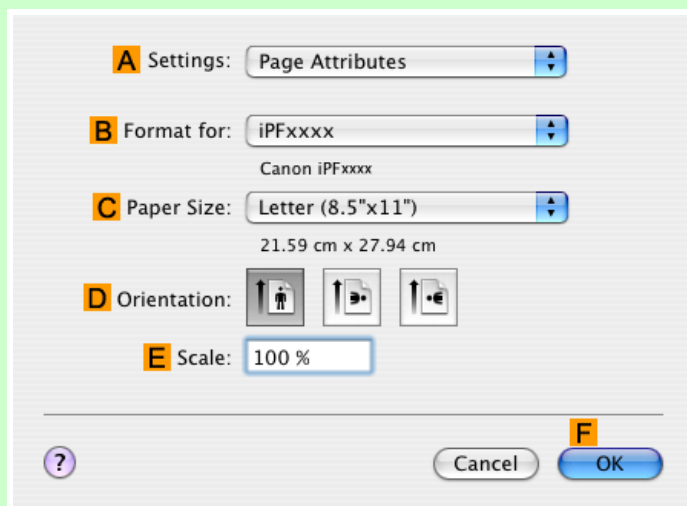 A Settings: Page Attributes
B Format for: iPFxxxx
Canon iPFxxxx
C Paper Size: Letter (8.5"x11")
21.59 cm x 27.94 cm
D Orientation:
E Scale: 100 %
F
? Cancel OK